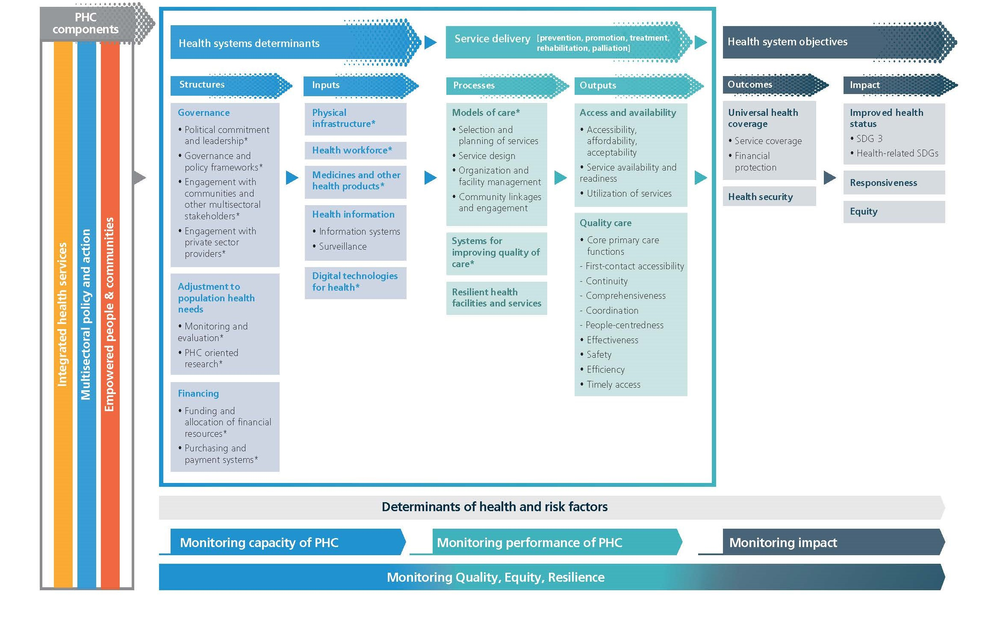 PHC
components
Integrated health services
Multisectoral policy and action
Empowered people & communities
Health systems determinants
Structures
Governance
• Political commitment
and leadership*
• Governance and
policy frameworks*
• Engagement with
communities and
other multisectoral
stakeholders*
• Engagement with
private sector
providers*
Adjustment to
population health
needs
• Monitoring and
evaluation*
• PHC oriented
research*
Financing
• Funding and
allocation of financial
resources*
• Purchasing and
payment systems*
Inputs
Physical
infrastructure*
Health workforce*
Medicines and other
health products*
Health information
• Information systems
• Surveillance
Digital technologies
for health*
Service delivery [prevention, promotion, treatment,
rehabilitation, palliation]
Processes
Models of care*
• Selection and
planning of services
• Service design
• Organization and
facility management
• Community linkages
and engagement
Systems for
improving quality of
care*
Resilient health
facilities and services
Outputs
Access and availability
• Accessibility,
affordability,
acceptability
• Service availability and
readiness
• Utilization of services
Quality care
• Core primary care
functions
- First-contact accessibility
- Continuity
- Comprehensiveness
- Coordination
- People-centredness
• Effectiveness
• Safety
• Efficiency
• Timely access
Health system objectives
Outcomes
Universal health
coverage
• Service coverage
• Financial
protection
Health security
Impact
Improved health
status
• SDG 3
• Health-related SDGs
Responsiveness
Equity
Determinants of health and risk factors
Monitoring capacity of PHC
Monitoring performance of PHC
Monitoring impact
Monitoring Quality, Equity, Resilience